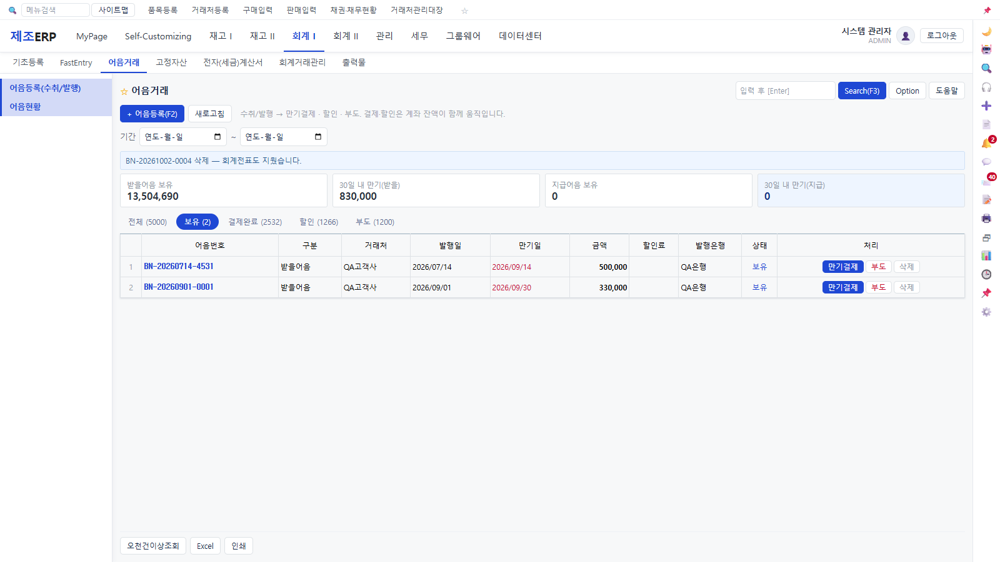 메뉴검색 사이트맵 품목등록 거래처등록 구매입력 판매입력 채권·채무현황 거래처관리대장 ☆
제조ERP MyPage Self-Customizing 재고 I 재고 II 회계 I 회계 II 관리 세무 그룹웨어 데이터센터 시스템 관리자 로그아웃
ADMIN
기초등록 FastEntry 어음거래 고정자산 전자(세금)계산서 회계거래관리 출력물
어음등록(수취/발행)
어음현황
☆ 어음거래 입력 후 [Enter] Search(F3) Option 도움말
+ 어음등록(F2) 새로고침 수취/발행 → 만기결제 · 할인 · 부도. 결제·할인은 계좌 잔액이 함께 움직입니다.
기간 연도-월-일 ~ 연도-월-일
BN-20261002-0004 삭제 — 회계전표도 지웠습니다.
받을어음 보유 30일 내 만기(받을) 지급어음 보유 30일 내 만기(지급)
13,504,690 830,000 0 0
전체 (5000) 보유 (2) 결제완료 (2532) 할인 (1266) 부도 (1200)
어음번호 구분 거래처 발행일 만기일 금액 할인료 발행은행 상태 처리
1 BN-20260714-4531 받을어음 QA고객사 2026/07/14 2026/09/14 500,000 QA은행 보유 만기결제 부도 삭제
2 BN-20260901-0001 받을어음 QA고객사 2026/09/01 2026/09/30 330,000 QA은행 보유 만기결제 부도 삭제
오천건이상조회 Excel 인쇄
2
40